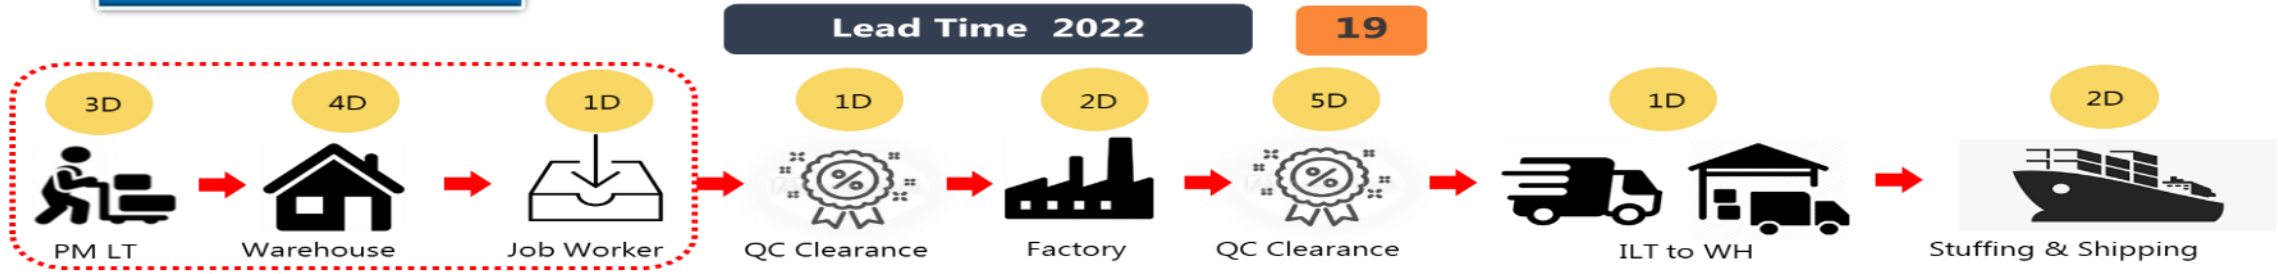 Lead Time 2022
19
3D
4D
1D
1D
2D
5D
1D
2D
PM LT
Warehouse
Job Worker
QC Clearance
Factory
QC Clearance
ILT to WH
Stuffing & Shipping